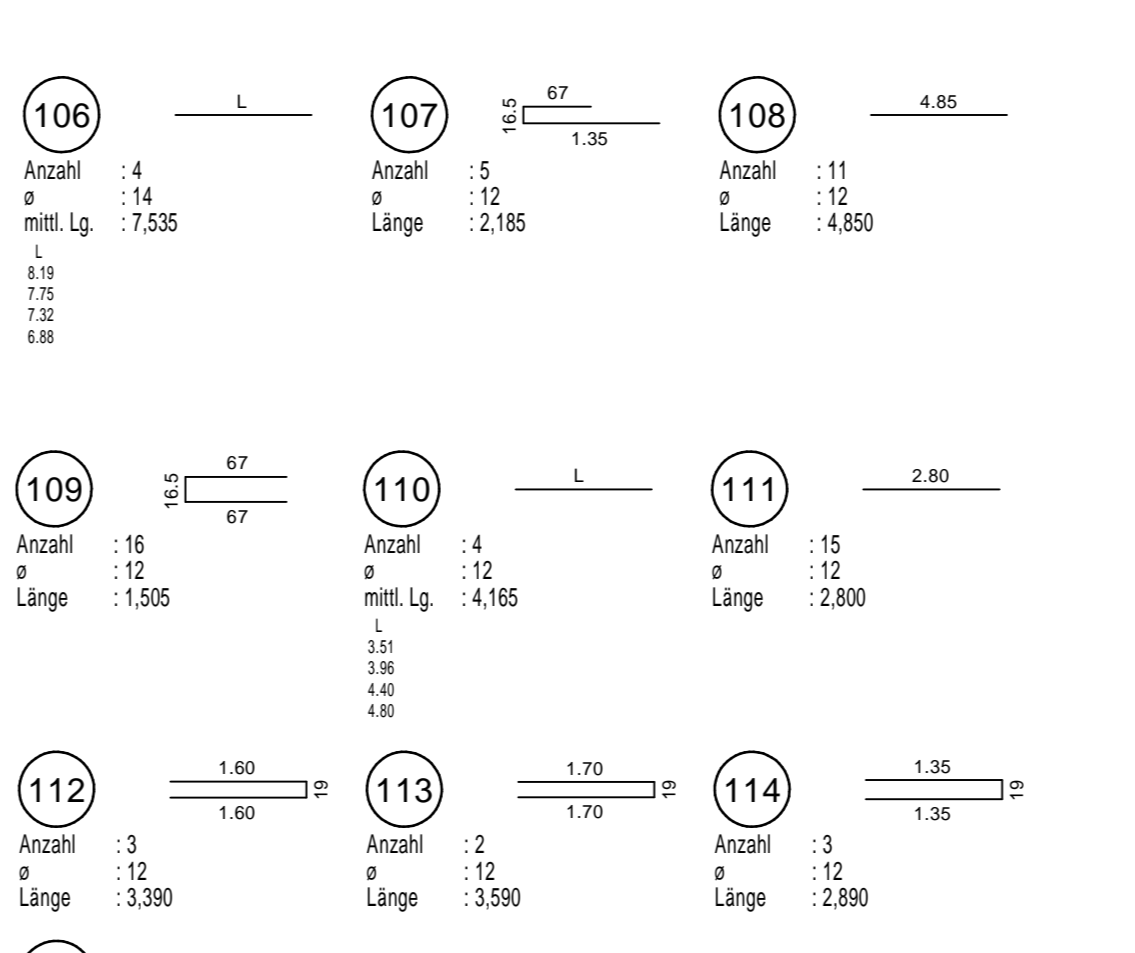 106
L
Anzahl : 4
ø : 14
mittl. Lg. : 7,535
L
8.19
7.75
7.32
6.88
107
67
16.5
1.35
Anzahl : 5
ø : 12
Länge : 2,185
108
4.85
Anzahl : 11
ø : 12
Länge : 4,850
109
67
16.5
67
Anzahl : 16
ø : 12
Länge : 1,505
110
L
Anzahl : 4
ø : 12
mittl. Lg. : 4,165
L
3.51
3.96
4.40
4.80
111
2.80
Anzahl : 15
ø : 12
Länge : 2,800
112
1.60
19
1.60
Anzahl : 3
ø : 12
Länge : 3,390
113
1.70
19
1.70
Anzahl : 2
ø : 12
Länge : 3,590
114
1.35
19
1.35
Anzahl : 3
ø : 12
Länge : 2,890